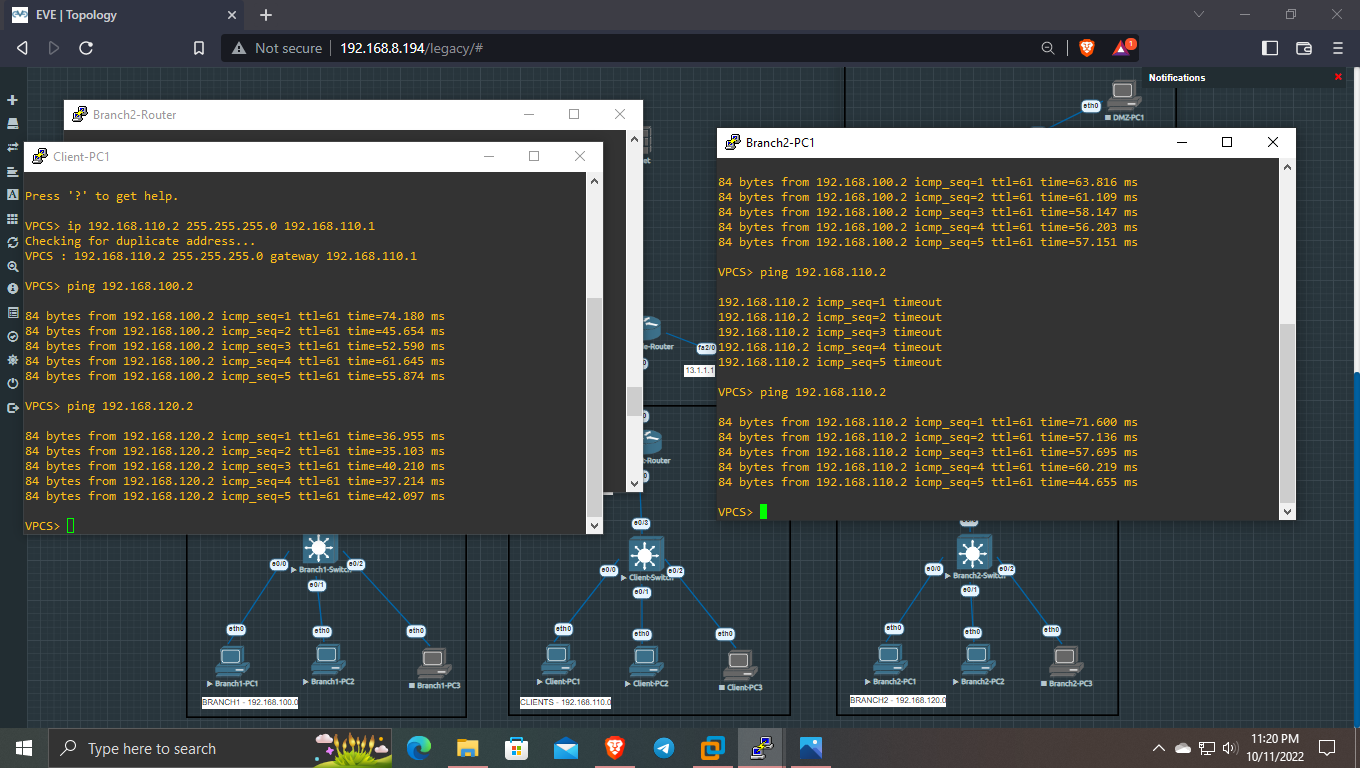 EVE | Topology
Not secure
192.168.8.194/legacy/#
1
Notifications
eth0
DMZ-PC1
Branch2-Router
Client-PC1
Press '?' to get help.
VPCS> ip 192.168.110.2 255.255.255.0 192.168.110.1
Checking for duplicate address...
VPCS : 192.168.110.2 255.255.255.0 gateway 192.168.110.1
VPCS> ping 192.168.100.2
84 bytes from 192.168.100.2 icmp_seq=1 ttl=61 time=74.180 ms
84 bytes from 192.168.100.2 icmp_seq=2 ttl=61 time=45.654 ms
84 bytes from 192.168.100.2 icmp_seq=3 ttl=61 time=52.590 ms
84 bytes from 192.168.100.2 icmp_seq=4 ttl=61 time=61.645 ms
84 bytes from 192.168.100.2 icmp_seq=5 ttl=61 time=55.874 ms
VPCS> ping 192.168.120.2
84 bytes from 192.168.120.2 icmp_seq=1 ttl=61 time=36.955 ms
84 bytes from 192.168.120.2 icmp_seq=2 ttl=61 time=35.103 ms
84 bytes from 192.168.120.2 icmp_seq=3 ttl=61 time=40.210 ms
84 bytes from 192.168.120.2 icmp_seq=4 ttl=61 time=37.214 ms
84 bytes from 192.168.120.2 icmp_seq=5 ttl=61 time=42.097 ms
VPCS>
Branch2-PC1
84 bytes from 192.168.100.2 icmp_seq=1 ttl=61 time=63.816 ms
84 bytes from 192.168.100.2 icmp_seq=2 ttl=61 time=61.109 ms
84 bytes from 192.168.100.2 icmp_seq=3 ttl=61 time=58.147 ms
84 bytes from 192.168.100.2 icmp_seq=4 ttl=61 time=56.203 ms
84 bytes from 192.168.100.2 icmp_seq=5 ttl=61 time=57.151 ms
VPCS> ping 192.168.110.2
192.168.110.2 icmp_seq=1 timeout
192.168.110.2 icmp_seq=2 timeout
192.168.110.2 icmp_seq=3 timeout
192.168.110.2 icmp_seq=4 timeout
192.168.110.2 icmp_seq=5 timeout
VPCS> ping 192.168.110.2
84 bytes from 192.168.110.2 icmp_seq=1 ttl=61 time=71.600 ms
84 bytes from 192.168.110.2 icmp_seq=2 ttl=61 time=57.136 ms
84 bytes from 192.168.110.2 icmp_seq=3 ttl=61 time=57.695 ms
84 bytes from 192.168.110.2 icmp_seq=4 ttl=61 time=60.219 ms
84 bytes from 192.168.110.2 icmp_seq=5 ttl=61 time=44.655 ms
VPCS>
-Router
fa2/0
13.1.1.1
-Router
e0/3
e0/0
Branch1-Switch
e0/2
e0/1
e0/0
Client-Switch
e0/2
e0/1
e0/0
Branch2-Switch
e0/2
e0/1
eth0
eth0
eth0
eth0
eth0
eth0
eth0
eth0
eth0
Branch1-PC1
Branch1-PC2
Branch1-PC3
Client-PC1
Client-PC2
Client-PC3
Branch2-PC1
Branch2-PC2
Branch2-PC3
BRANCH1 - 192.168.100.0
CLIENTS - 192.168.110.0
BRANCH2 - 192.168.120.0
Type here to search
11:20 PM
10/11/2022